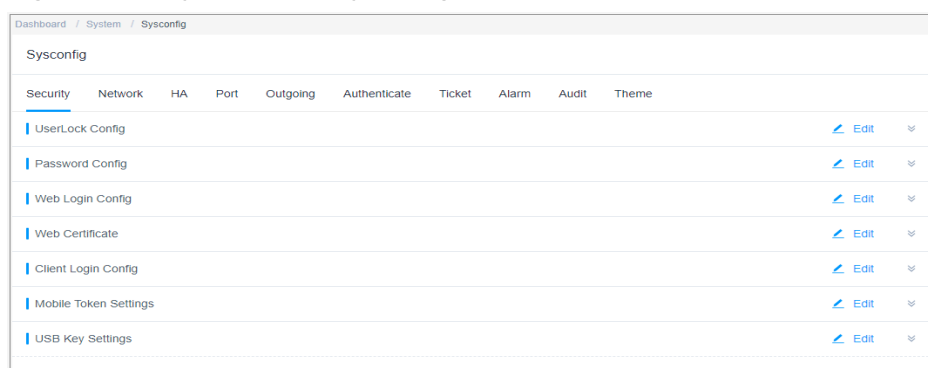 Dashboard / System / Sysconfig
Sysconfig
Security Network HA Port Outgoing Authenticate Ticket Alarm Audit Theme
UserLock Config Edit
Password Config Edit
Web Login Config Edit
Web Certificate Edit
Client Login Config Edit
Mobile Token Settings Edit
USB Key Settings Edit